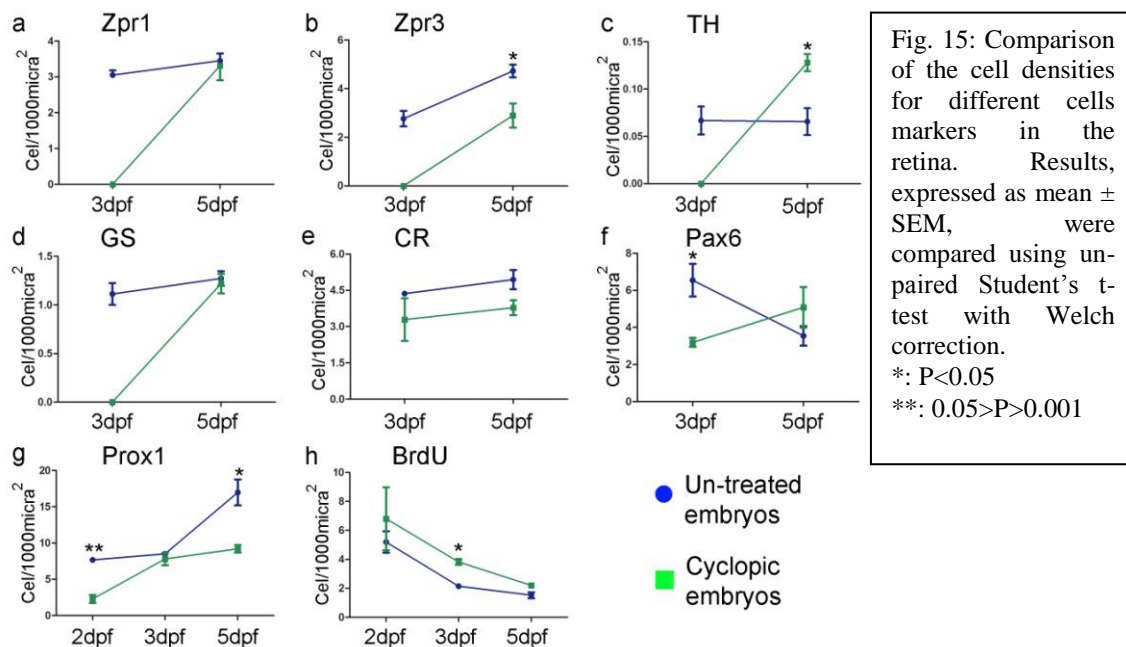 a Zpr1
Cel/1000micra²
4
3
2
1
0
3dpf 5dpf
b Zpr3
Cel/1000micra²
6
4
2
0
*
3dpf 5dpf
c TH
Cel/1000micra²
0.15
0.10
0.05
0.00
*
3dpf 5dpf
d GS
Cel/1000micra²
1.5
1.0
0.5
0.0
3dpf 5dpf
e CR
Cel/1000micra²
6.0
4.5
3.0
1.5
0.0
3dpf 5dpf
f Pax6
Cel/1000micra²
8
6
4
2
0
*
3dpf 5dpf
g Prox1
Cel/1000micra²
20
15
10
5
0
**
*
2dpf 3dpf 5dpf
h BrdU
Cel/1000micra²
10
8
6
4
2
0
*
2dpf 3dpf 5dpf
Un-treated
embryos
Cyclopic
embryos
Fig. 15: Comparison
of the cell densities
for different cells
markers in the
retina. Results,
expressed as mean ±
SEM, were
compared using un-
paired Student’s t-
test with Welch
correction.
*: P<0.05
**: 0.05>P>0.001